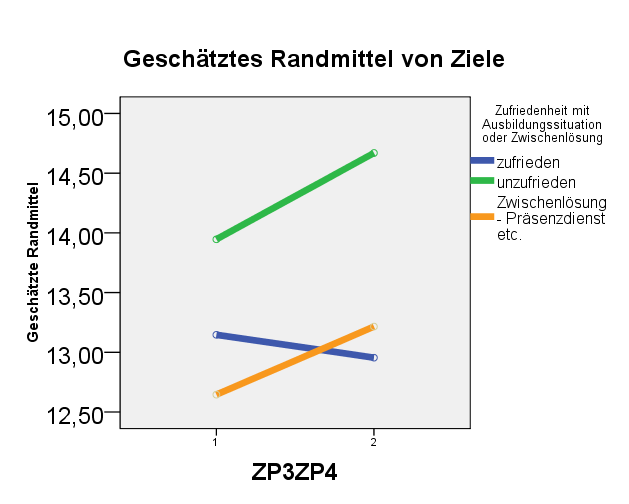 Geschätztes Randmittel von Ziele
Geschätzte Randmittel
15,00
14,50
14,00
13,50
13,00
12,50
1
2
ZP3ZP4
Zufriedenheit mit
Ausbildungssituation
oder Zwischenlösung
zufrieden
unzufrieden
Zwischenlösung
- Präsenzdienst
etc.